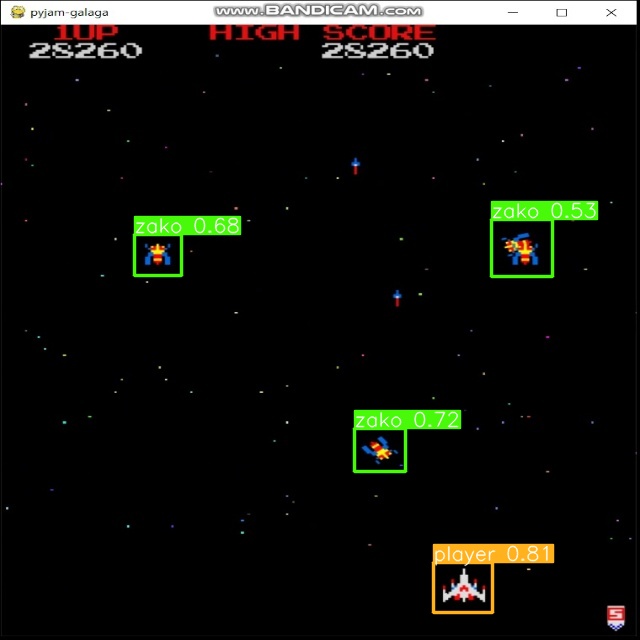 pyjam-galaga
www.BANDICAM.com
1UP HIGH SCORE
28260 28260
zako 0.53
zako 0.68
zako 0.72
player 0.81
5